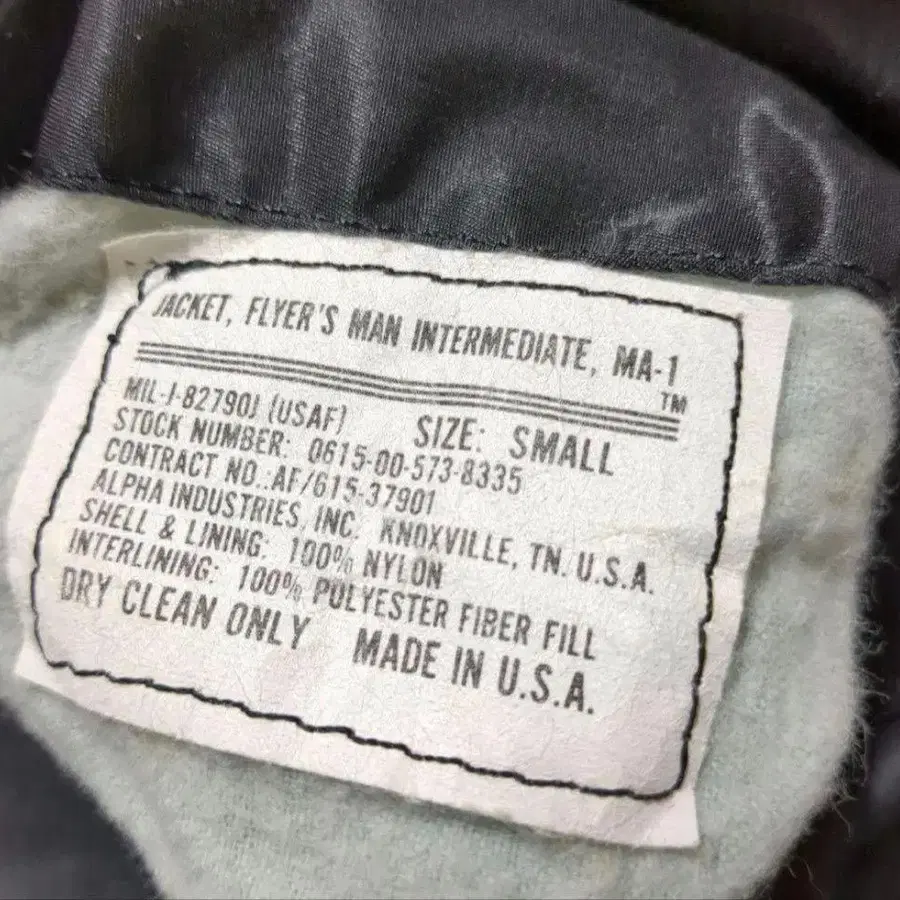 JACKET, FLYER'S MAN INTERMEDIATE, MA-1
TM
MIL-J-82790J (USAF) SIZE: SMALL
STOCK NUMBER: 0615-00-573-8335
CONTRACT NO.:AF/615-37901
ALPHA INDUSTRIES, INC. KNOXVILLE, TN. U.S.A.
SHELL & LINING: 100% NYLON
INTERLINING: 100% POLYESTER FIBER FILL
DRY CLEAN ONLY MADE IN U.S.A.